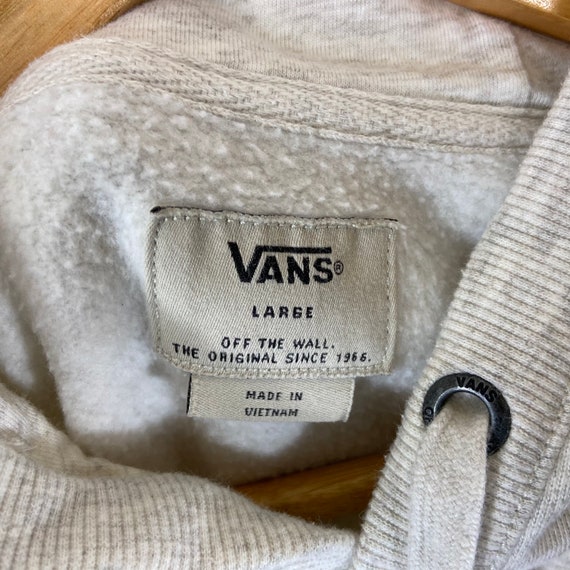 VANS®
LARGE
OFF THE WALL.
THE ORIGINAL SINCE 1966.
MADE IN
VIETNAM
VANS